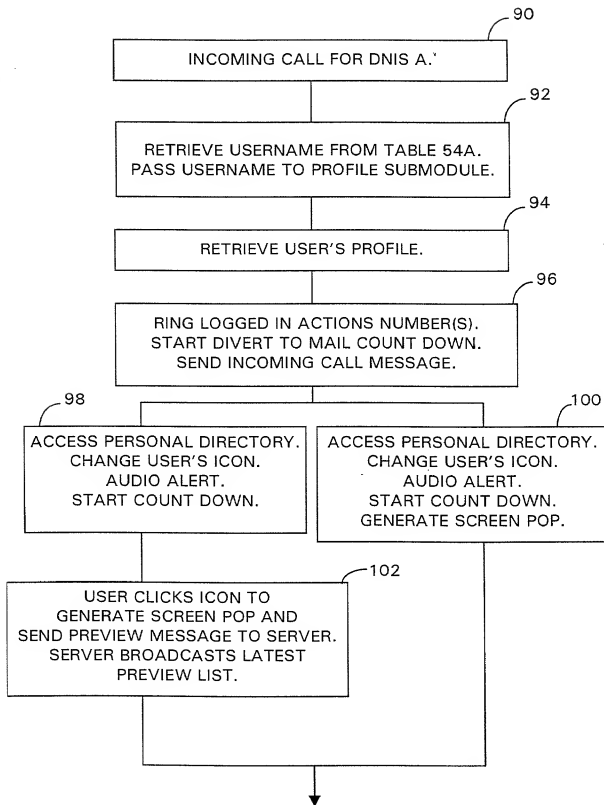 90
INCOMING CALL FOR DNIS A.
92
RETRIEVE USERNAME FROM TABLE 54A.
PASS USERNAME TO PROFILE SUBMODULE.
94
RETRIEVE USER'S PROFILE.
96
RING LOGGED IN ACTIONS NUMBER(S).
START DIVERT TO MAIL COUNT DOWN.
SEND INCOMING CALL MESSAGE.
98
ACCESS PERSONAL DIRECTORY.
CHANGE USER'S ICON.
AUDIO ALERT.
START COUNT DOWN.
100
ACCESS PERSONAL DIRECTORY.
CHANGE USER'S ICON.
AUDIO ALERT.
START COUNT DOWN.
GENERATE SCREEN POP.
102
USER CLICKS ICON TO
GENERATE SCREEN POP AND
SEND PREVIEW MESSAGE TO SERVER.
SERVER BROADCASTS LATEST
PREVIEW LIST.